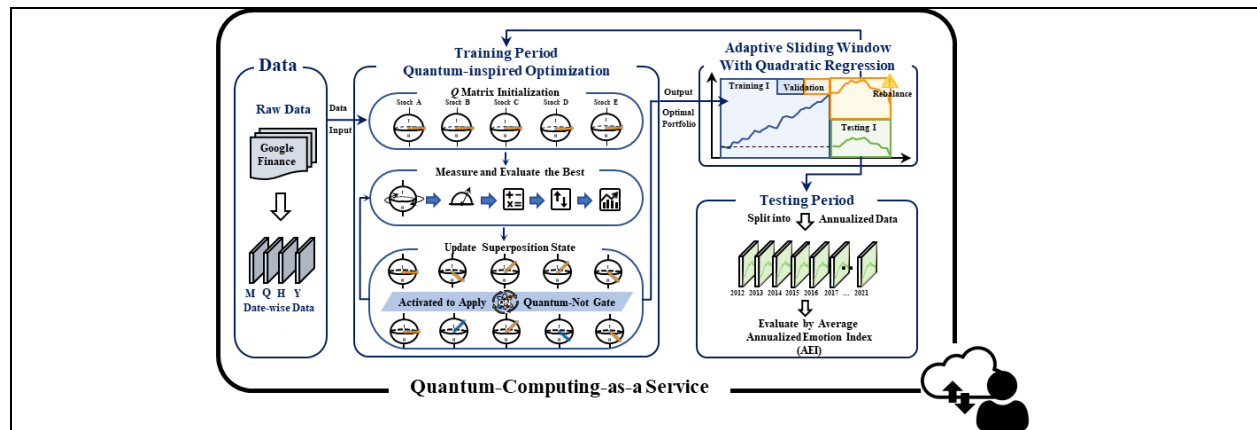 Data
Raw Data
Google
Finance
M Q H Y
Date-wise Data
Data
Input
Training Period
Quantum-inspired Optimization
Q Matrix Initialization
Stock A Stock B Stock C Stock D Stock E
Measure and Evaluate the Best
Update Superposition State
Activated to Apply ON Quantum-Not Gate
Output
Optimal
Portfolio
Adaptive Sliding Window
With Quadratic Regression
Training I
Validation
Rebalance
Testing I
Testing Period
Split into Annualized Data
2012 2013 2014 2015 2016 2017 ... 2021
Evaluate by Average
Annualized Emotion Index
(AEI)
Quantum-Computing-as-a Service